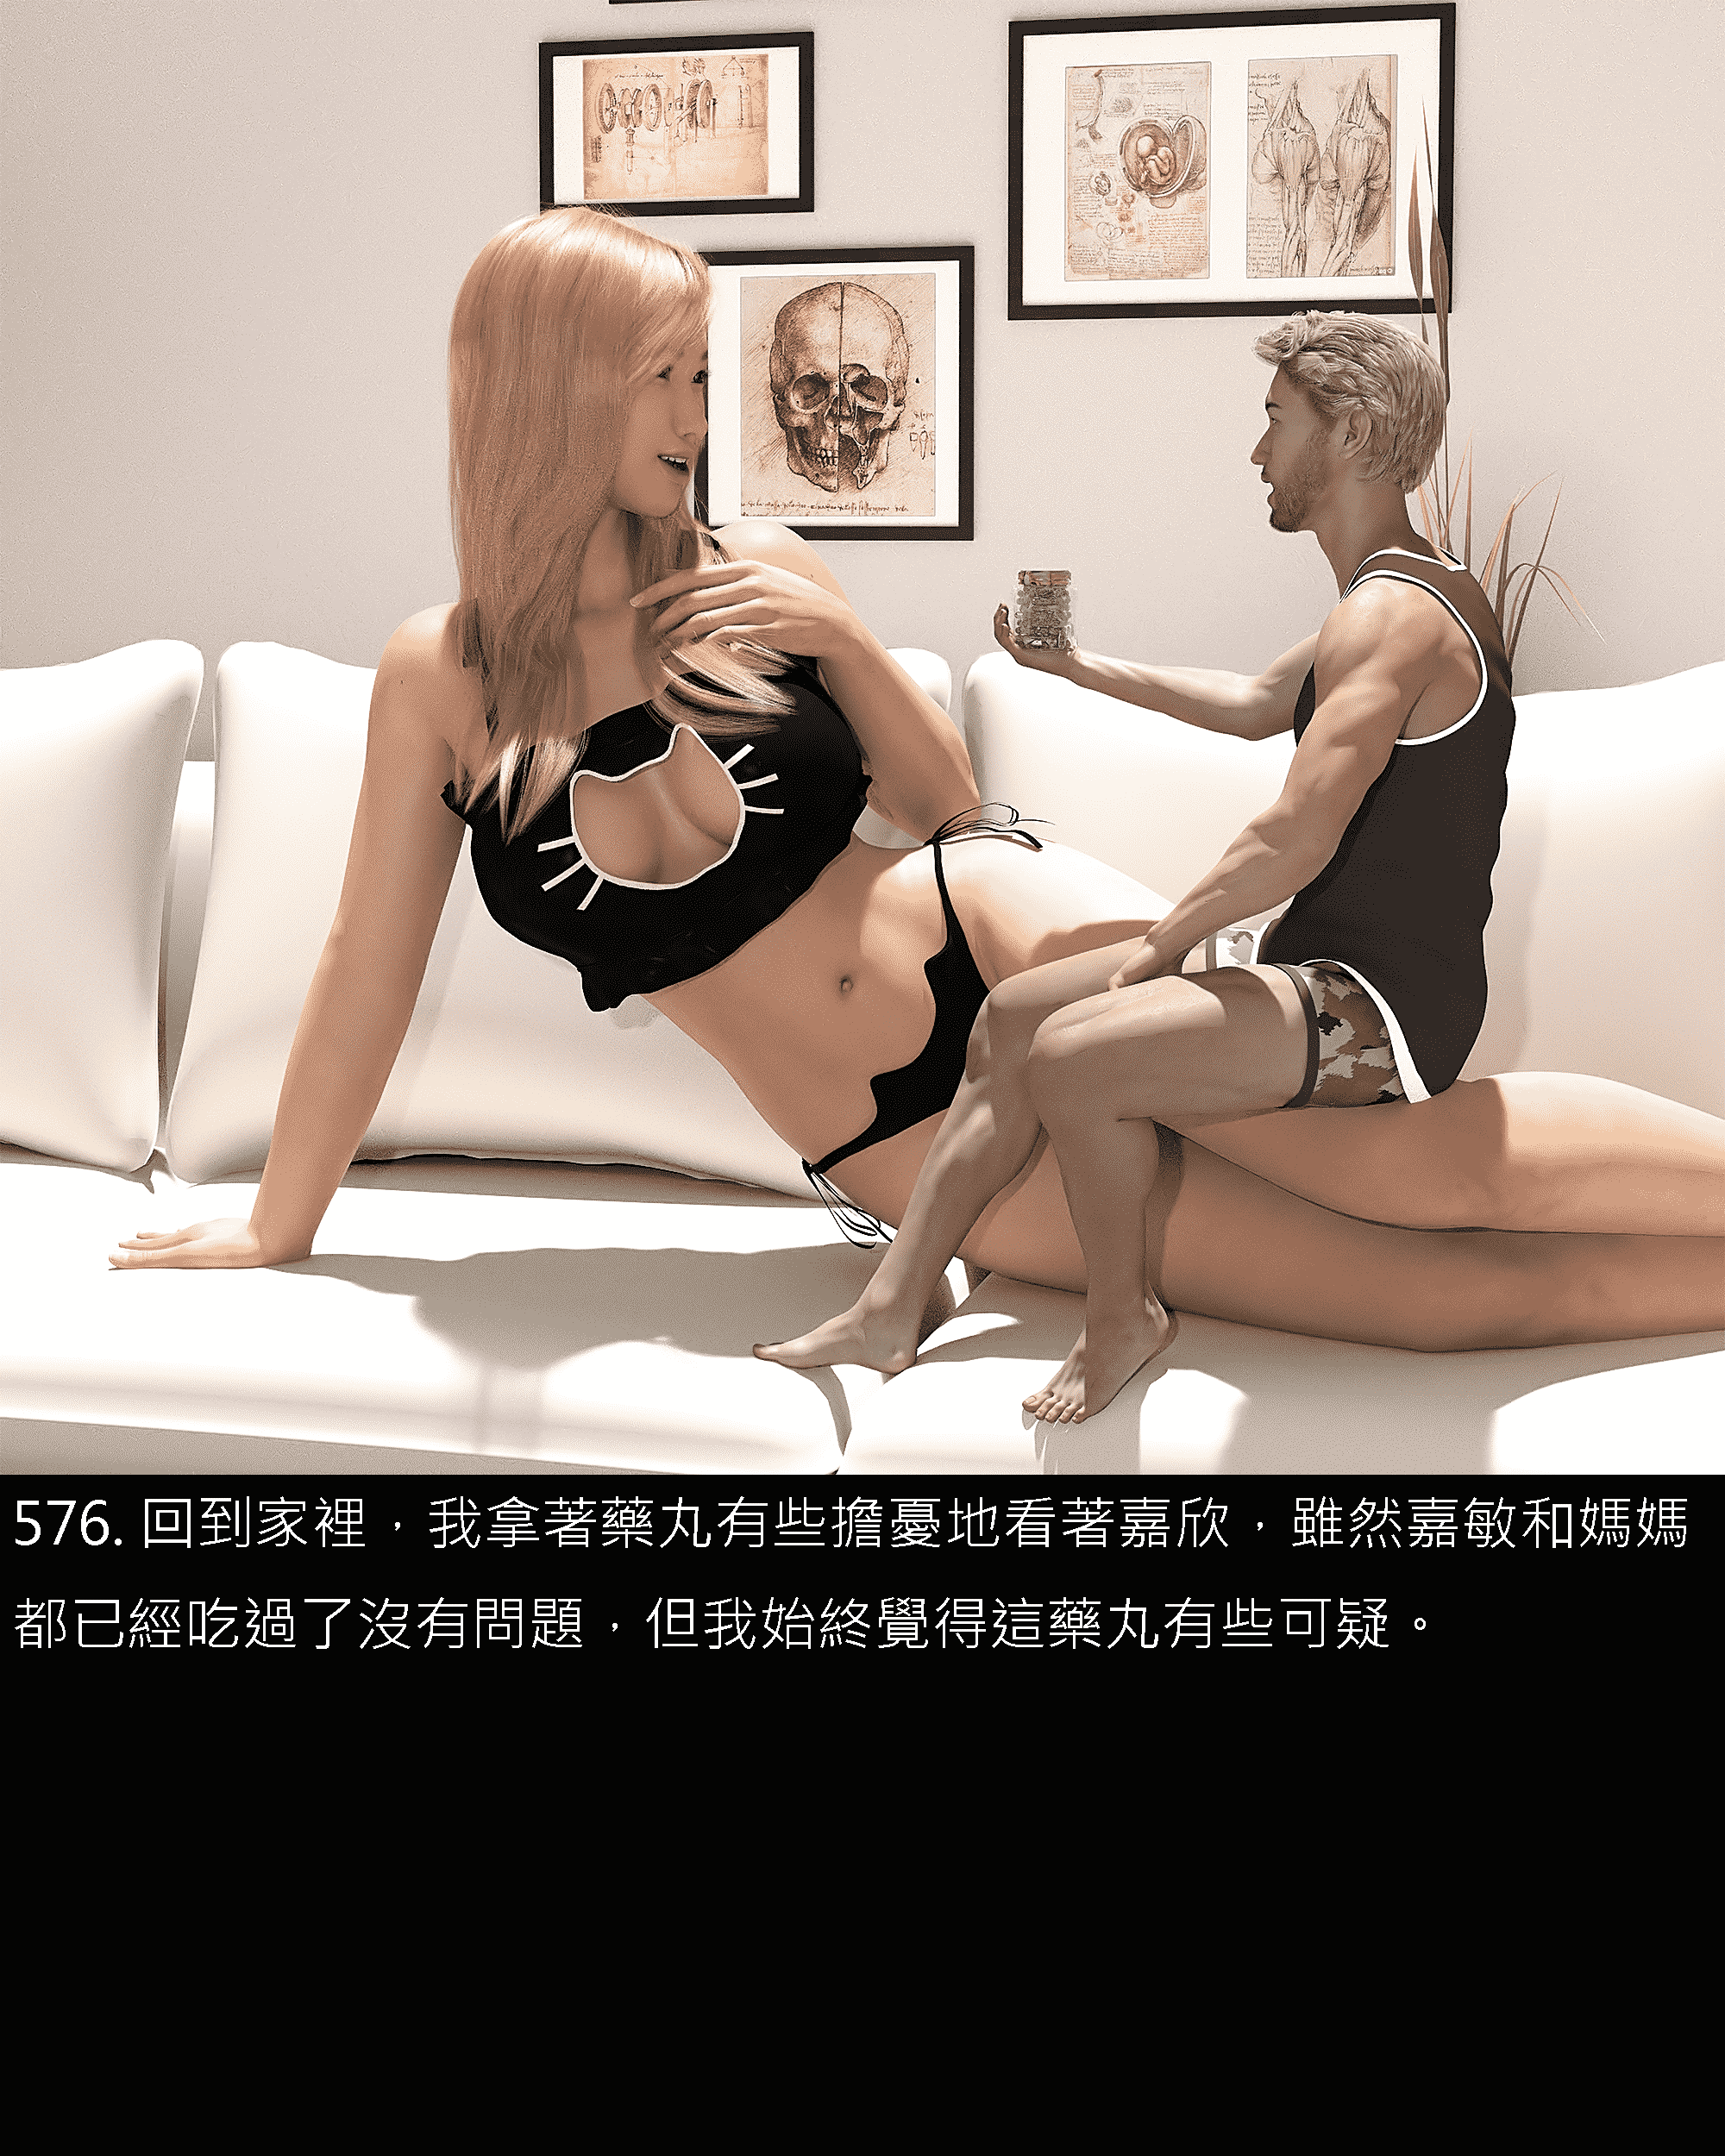 576. 回到家裡，我拿著藥丸有些擔憂地看著嘉欣，雖然嘉敏和媽媽
都已經吃過了沒有問題，但我始終覺得這藥丸有些可疑。